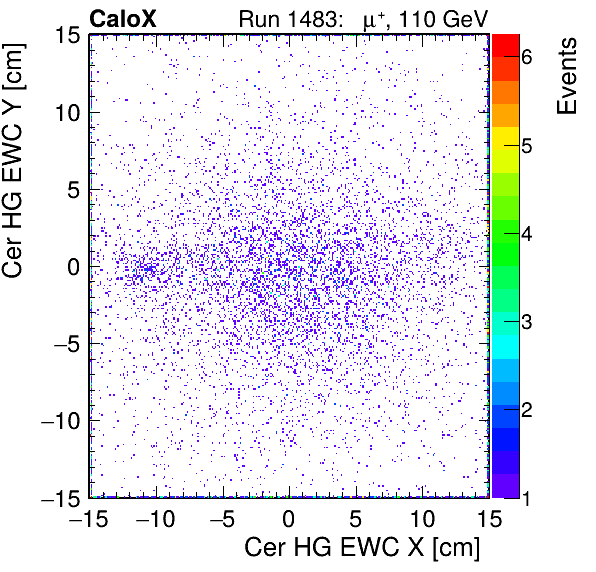 CaloX Run 1483: μ+, 110 GeV
Cer HG EWC Y [cm]
15
10
5
0
−5
−10
−15
−15 −10 −5 0 5 10 15
Cer HG EWC X [cm]
Events
6
5
4
3
2
1